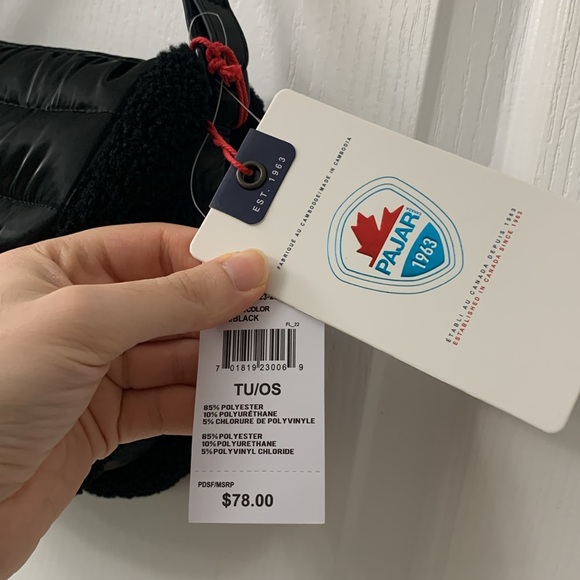 EST. 1963
FABRIQUÉ AU CAMBODGE/MADE IN CAMBODIA
PAJAR
1963
ÉTABLI AU CANADA DEPUIS 1963
ESTABLISHED IN CANADA SINCE 1963
COLOR
BLACK
FL_22
7 01819 23006 9
TU/OS
85% POLYESTER
10% POLYURÉTHANE
5% CHLORURE DE POLYVINYLE
85% POLYESTER
10% POLYURETHANE
5% POLYVINYL CHLORIDE
PDSF/MSRP
$78.00